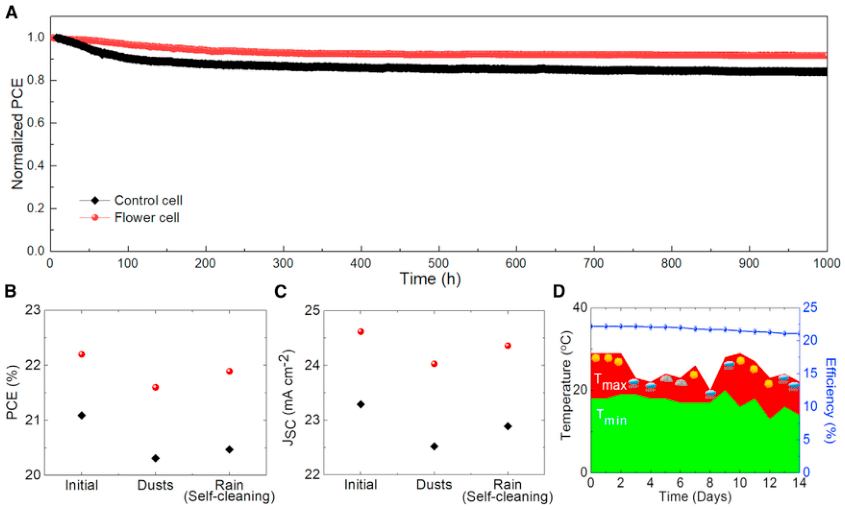 A
Normalized PCE
1.0
0.8
0.6
0.4
0.2
0.0
Control cell
Flower cell
0 100 200 300 400 500 600 700 800 900 1000
Time (h)
B
PCE (%)
23
22
21
20
Initial Dusts Rain
(Self-cleaning)
C
JSC (mA cm-2)
25
24
23
22
Initial Dusts Rain
(Self-cleaning)
D
Temperature (°C)
40
20
0
Tmax
Tmin
25
20
15
10
5
0
Efficiency (%)
0 2 4 6 8 10 12 14
Time (Days)